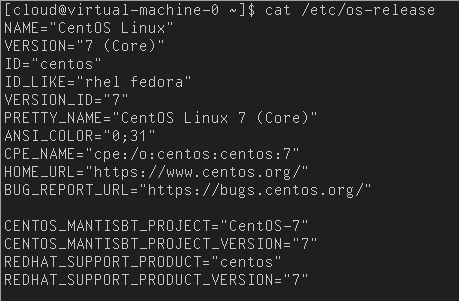 [cloud@virtual-machine-0 ~]$ cat /etc/os-release
NAME="CentOS Linux"
VERSION="7 (Core)"
ID="centos"
ID_LIKE="rhel fedora"
VERSION_ID="7"
PRETTY_NAME="CentOS Linux 7 (Core)"
ANSI_COLOR="0;31"
CPE_NAME="cpe:/o:centos:centos:7"
HOME_URL="https://www.centos.org/"
BUG_REPORT_URL="https://bugs.centos.org/"

CENTOS_MANTISBT_PROJECT="CentOS-7"
CENTOS_MANTISBT_PROJECT_VERSION="7"
REDHAT_SUPPORT_PRODUCT="centos"
REDHAT_SUPPORT_PRODUCT_VERSION="7"